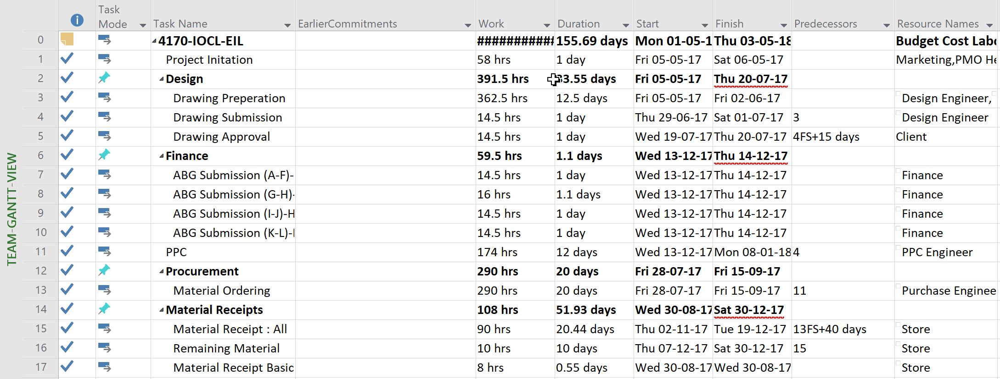 Task Mode Task Name EarlierCommitments Work Duration Start Finish Predecessors Resource Names
0 4170-IOCL-EIL ########### 155.69 days Mon 01-05-1 Thu 03-05-18 Budget Cost Labo
1 Project Initation 58 hrs 1 day Fri 05-05-17 Sat 06-05-17 Marketing,PMO He
2 Design 391.5 hrs 3.55 days Fri 05-05-17 Thu 20-07-17
3 Drawing Preperation 362.5 hrs 12.5 days Fri 05-05-17 Fri 02-06-17 Design Engineer,
4 Drawing Submission 14.5 hrs 1 day Thu 29-06-17 Sat 01-07-17 3 Design Engineer
5 Drawing Approval 14.5 hrs 1 day Wed 19-07-17 Thu 20-07-17 4FS+15 days Client
6 Finance 59.5 hrs 1.1 days Wed 13-12-17 Thu 14-12-17
7 ABG Submission (A-F)- 14.5 hrs 1 day Wed 13-12-17 Thu 14-12-17 Finance
8 ABG Submission (G-H)- 16 hrs 1.1 days Wed 13-12-17 Thu 14-12-17 Finance
9 ABG Submission (I-J)-H 14.5 hrs 1 day Wed 13-12-17 Thu 14-12-17 Finance
10 ABG Submission (K-L)- 14.5 hrs 1 day Wed 13-12-17 Thu 14-12-17 Finance
11 PPC 174 hrs 12 days Wed 13-12-17 Mon 08-01-18 4 PPC Engineer
12 Procurement 290 hrs 20 days Fri 28-07-17 Fri 15-09-17
13 Material Ordering 290 hrs 20 days Fri 28-07-17 Fri 15-09-17 11 Purchase Enginee
14 Material Receipts 108 hrs 51.93 days Wed 30-08-17 Sat 30-12-17
15 Material Receipt : All 90 hrs 20.44 days Thu 02-11-17 Tue 19-12-17 13FS+40 days Store
16 Remaining Material 10 hrs 10 days Thu 07-12-17 Sat 30-12-17 15 Store
17 Material Receipt Basic 8 hrs 0.55 days Wed 30-08-17 Wed 30-08-17 Store
TEAM-GANTT-VIEW